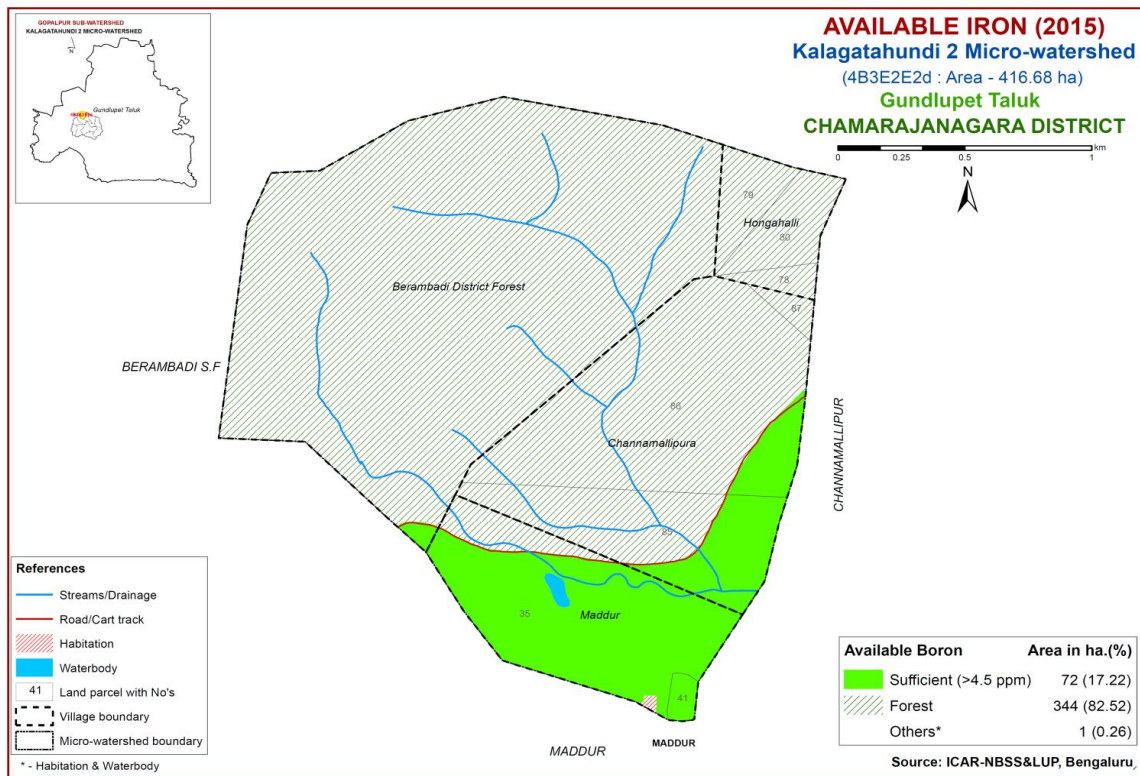 GOPALPUR SUB-WATERSHED
KALAGATAHUNDI 2 MICRO-WATERSHED
N
Gundlupet Taluk
AVAILABLE IRON (2015)
Kalagatahundi 2 Micro-watershed
(4B3E2E2d : Area - 416.68 ha)
Gundlupet Taluk
CHAMARAJANAGARA DISTRICT
km
0 0.25 0.5 1
N
79
Hongahalli
80
78
87
Berambadi District Forest
BERAMBADI S.F
86
Channamallipura
CHANNAMALLIPUR
85
35
Maddur
41
MADDUR
MADDUR
References
Streams/Drainage
Road/Cart track
Habitation
Waterbody
41 Land parcel with No's
Village boundary
Micro-watershed boundary
* - Habitation & Waterbody
Available Boron Area in ha.(%)
Sufficient (>4.5 ppm) 72 (17.22)
Forest 344 (82.52)
Others* 1 (0.26)
Source: ICAR-NBSS&LUP, Bengaluru